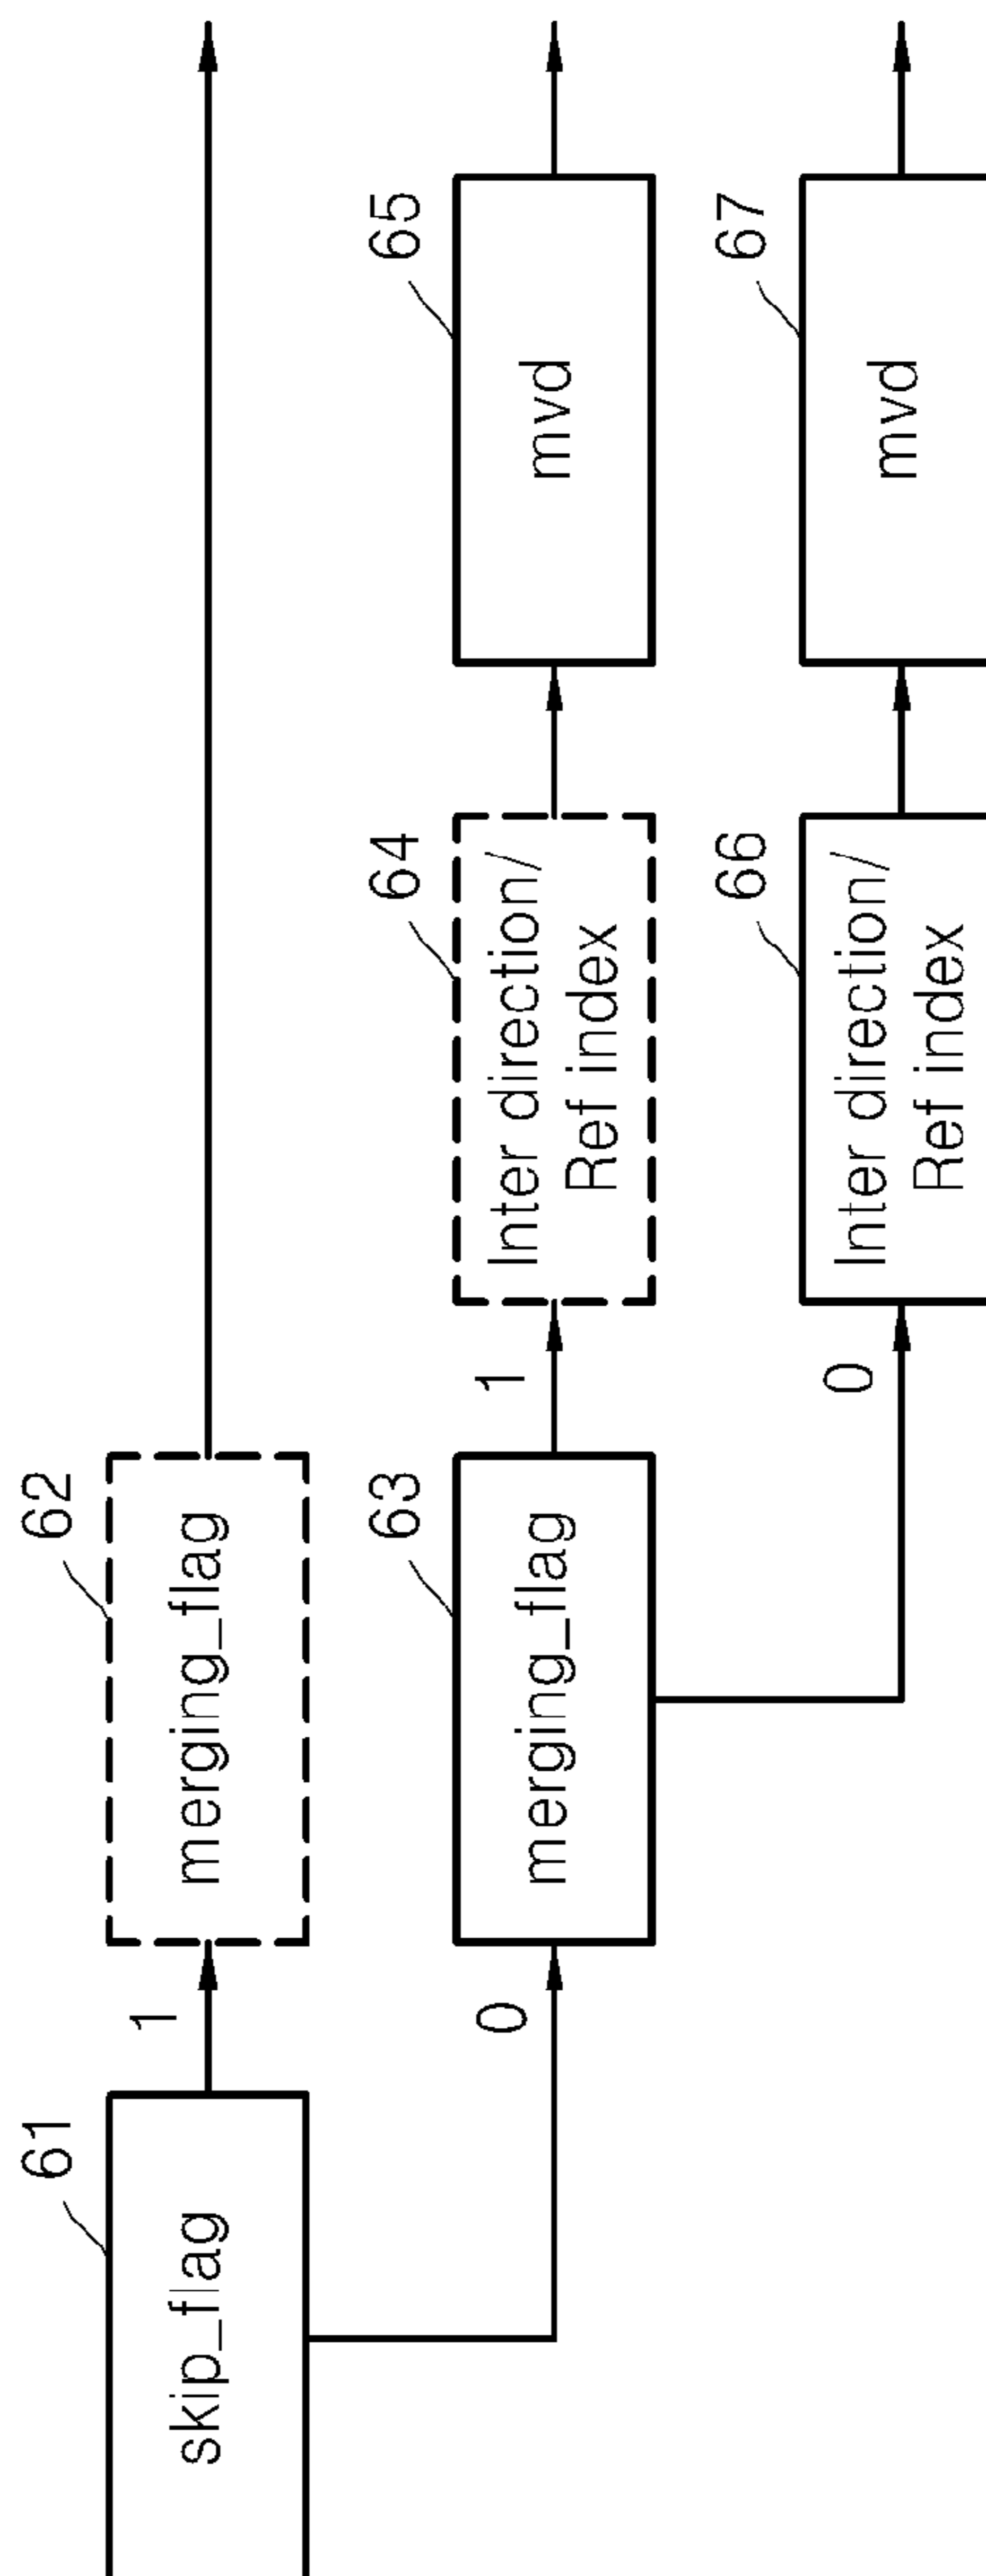 61
skip_flag
1
62
merging_flag
0
63
merging_flag
1
64
Inter direction/
Ref index
65
mvd
0
66
Inter direction/
Ref index
67
mvd